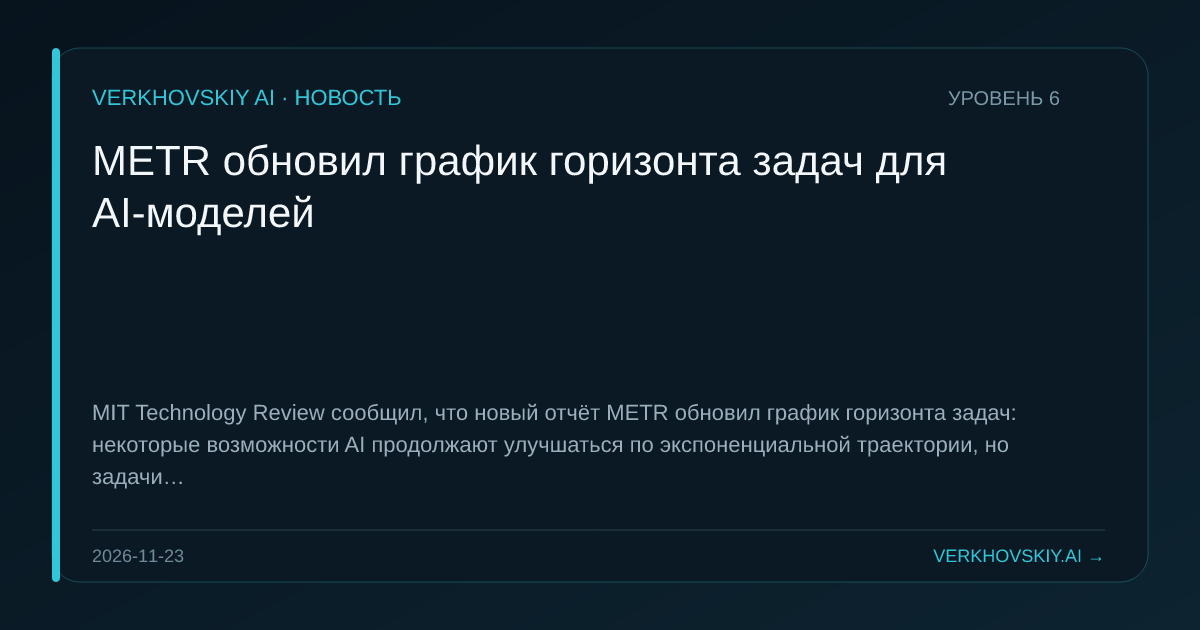 VERKHOVSKIY AI · НОВОСТЬ
УРОВЕНЬ 6
METR обновил график горизонта задач для
AI-моделей
MIT Technology Review сообщил, что новый отчёт METR обновил график горизонта задач:
некоторые возможности AI продолжают улучшаться по экспоненциальной траектории, но
задачи…
2026-11-23
VERKHOVSKIY.AI →